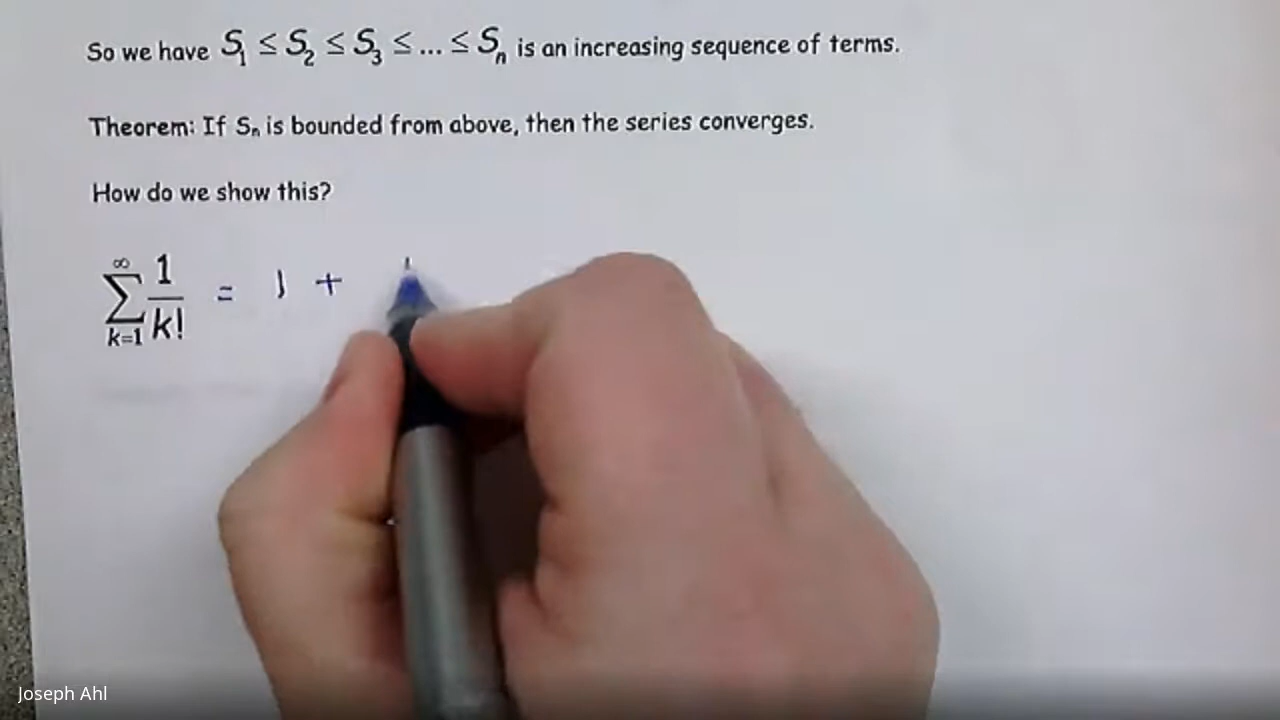 So we have S₁ ≤ S₂ ≤ S₃ ≤ ... ≤ Sₙ is an increasing sequence of terms.
Theorem: If Sₙ is bounded from above, then the series converges.
How do we show this?
∑_{k=1}^{∞} 1/k! = 1 +
Joseph Ahl